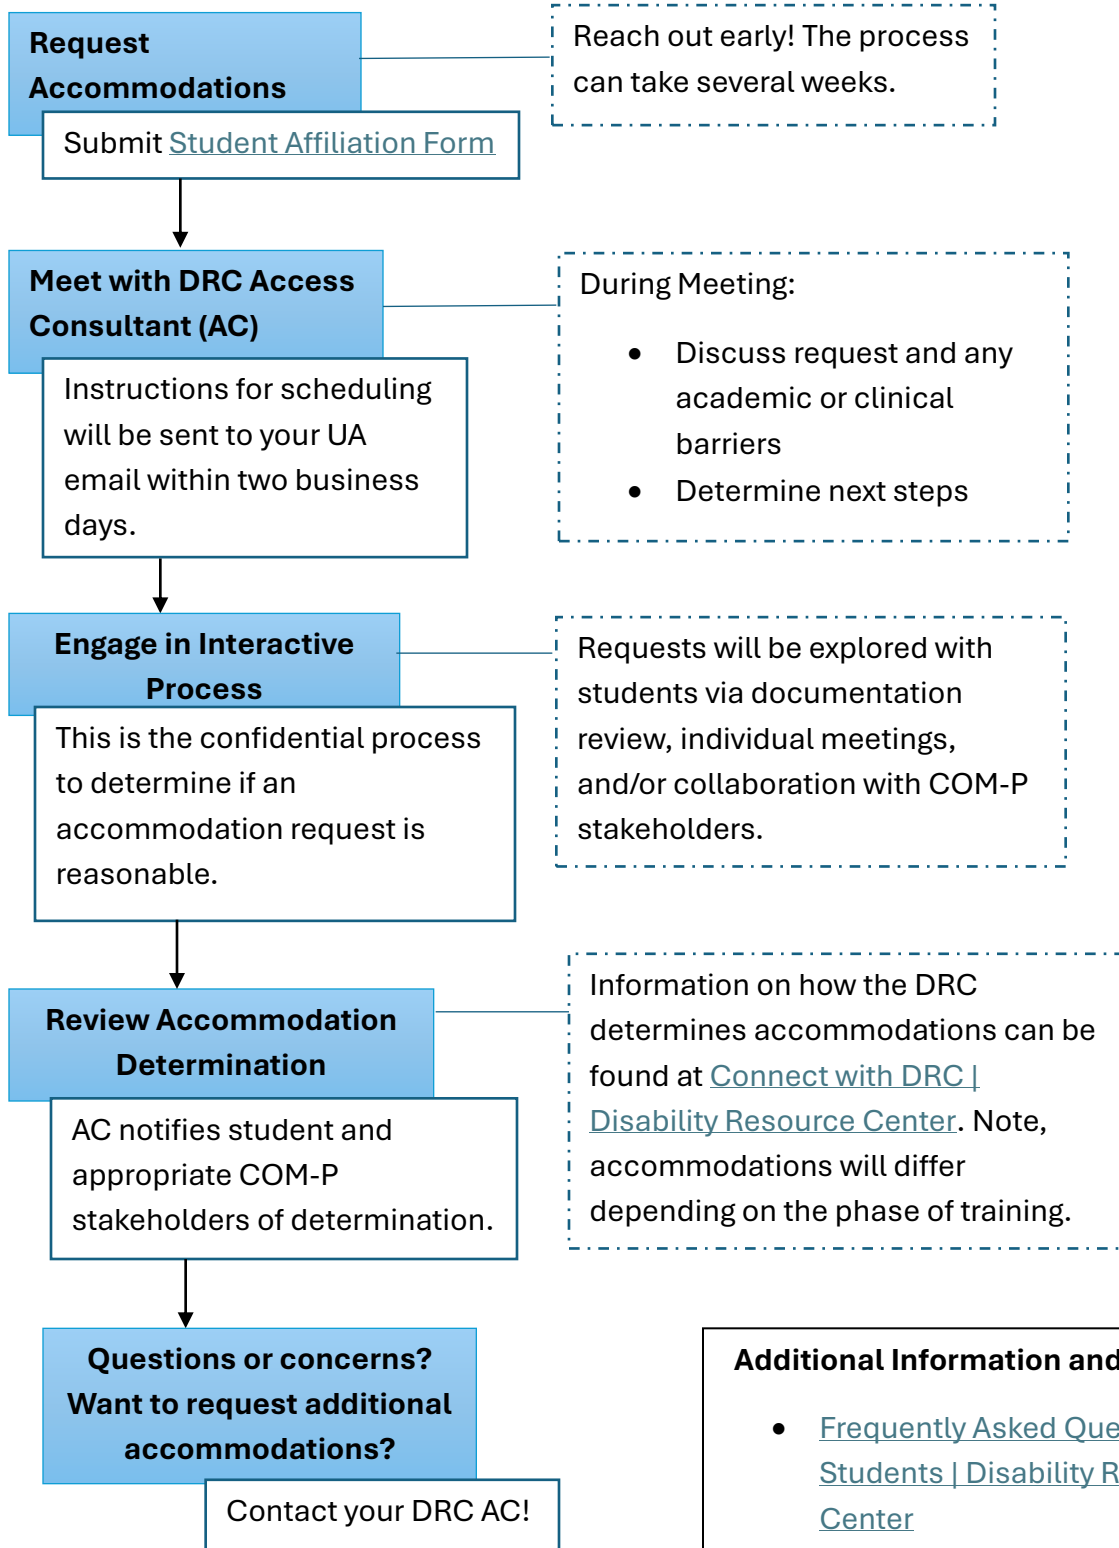 Request
Accommodations
Reach out early! The process
can take several weeks.
Submit Student Affiliation Form
Meet with DRC Access
Consultant (AC)
During Meeting:
• Discuss request and any
academic or clinical
barriers
• Determine next steps
Instructions for scheduling
will be sent to your UA
email within two business
days.
Engage in Interactive
Process
Requests will be explored with
students via documentation
review, individual meetings,
and/or collaboration with COM-P
stakeholders.
This is the confidential process
to determine if an
accommodation request is
reasonable.
Review Accommodation
Determination
Information on how the DRC
determines accommodations can be
found at Connect with DRC |
Disability Resource Center. Note,
accommodations will differ
depending on the phase of training.
AC notifies student and
appropriate COM-P
stakeholders of determination.
Questions or concerns?
Want to request additional
accommodations?
Contact your DRC AC!
Additional Information and
• Frequently Asked Que
Students | Disability R
Center